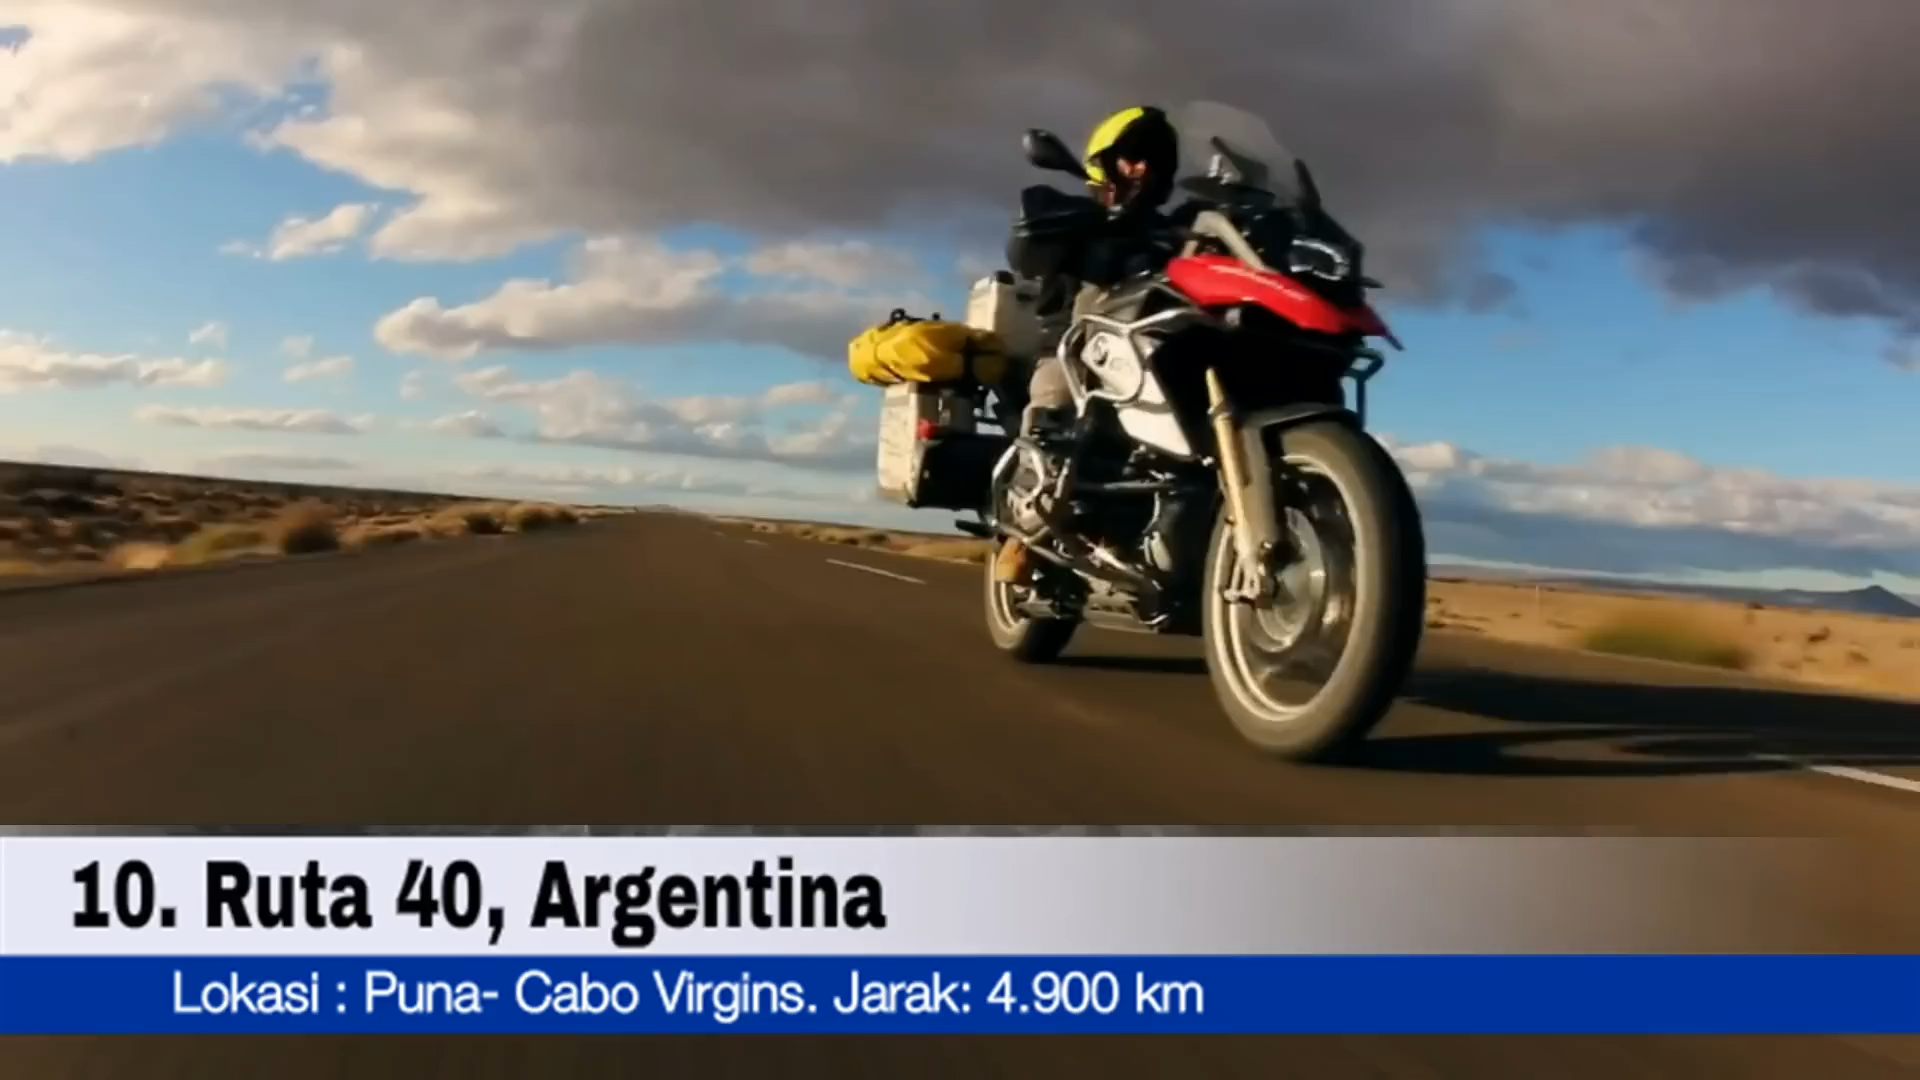 10. Ruta 40, Argentina
Lokasi : Puna- Cabo Virgins. Jarak: 4.900 km